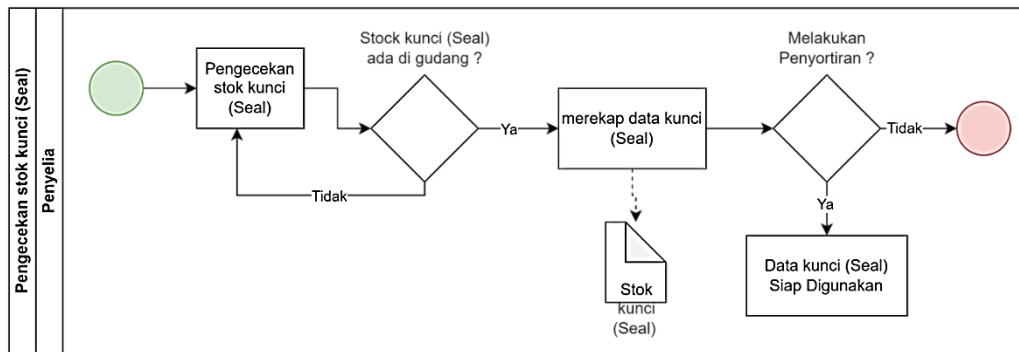 Pengecekan stok kunci (Seal)
Penyelia
Pengecekan
stok kunci
(Seal)
Stock kunci (Seal)
ada di gudang ?
Ya
Tidak
merekap data kunci
(Seal)
Stok
kunci
(Seal)
Melakukan
Penyortiran ?
Tidak
Ya
Data kunci (Seal)
Siap Digunakan